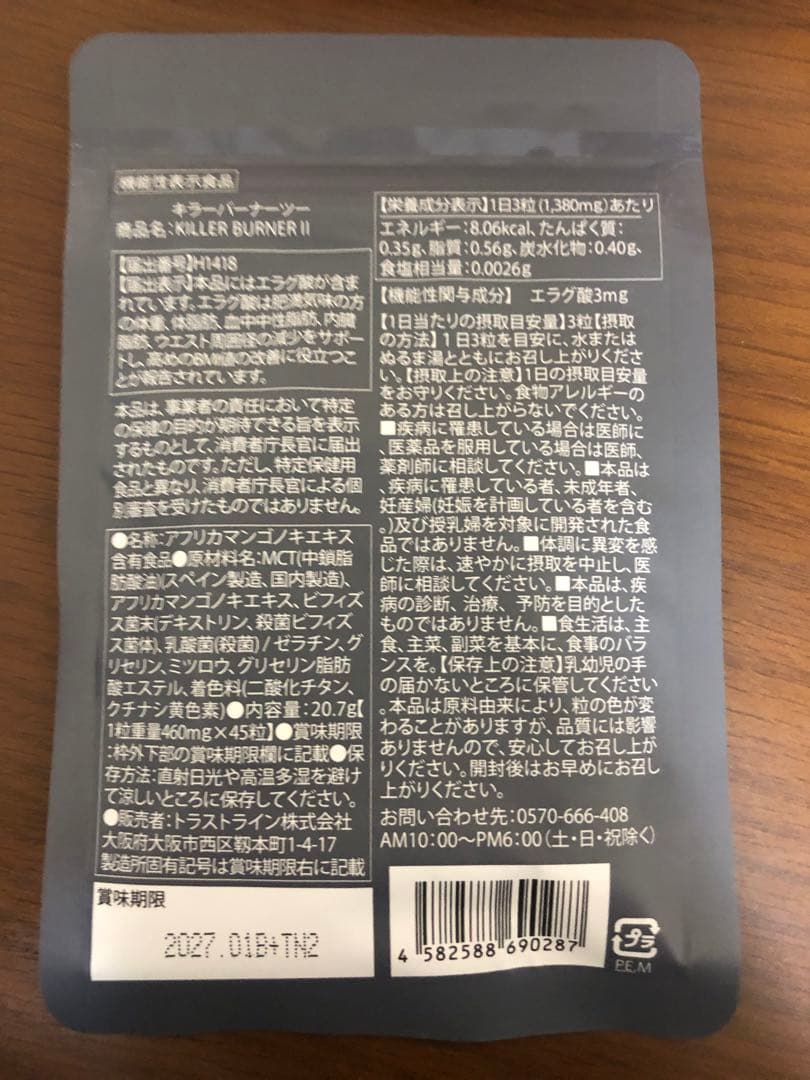 機能性表示食品
キラーバーナーツー
商品名:KILLER BURNER II
【届出番号】H1418
【届出表示】本品にはエラグ酸が含ま
れています。エラグ酸は肥満気味の方
の体重、体脂肪、血中中性脂肪、内臓
脂肪、ウエスト周囲径の減少をサポー
トし、高めのBMI値の改善に役立つこ
とが報告されています。
本品は、事業者の責任において特定
の保健の目的が期待できる旨を表示
するものとして、消費者庁長官に届出
されたものです。ただし、特定保健用
食品と異なり、消費者庁長官による個
別審査を受けたものではありません。
●名称:アフリカマンゴノキエキス
含有食品●原材料名:MCT(中鎖脂
肪酸油)(スペイン製造、国内製造)、
アフリカマンゴノキエキス、ビフィズ
ス菌末(デキストリン、殺菌ビフィズ
ス菌体)、乳酸菌(殺菌) / ゼラチン、グ
リセリン、ミツロウ、グリセリン脂肪
酸エステル、着色料(二酸化チタン、
クチナシ黄色素)●内容量:20.7g【
1粒重量460mg×45粒】●賞味期限
:枠外下部の賞味期限欄に記載●保
存方法:直射日光や高温多湿を避け
て涼しいところに保存してください。
●販売者:トラストライン株式会社
大阪府大阪市西区靱本町1-4-17
製造所固有記号は賞味期限右に記載
賞味期限
2027.01B+TN2
【栄養成分表示】1日3粒(1,380mg)あたり
エネルギー:8.06kcal、たんぱく質:
0.35g、脂質:0.56g、炭水化物:0.40g、
食塩相当量:0.0026g
【機能性関与成分】 エラグ酸3mg
【1日当たりの摂取目安量】3粒【摂取
の方法】1日3粒を目安に、水または
ぬるま湯とともにお召し上がりくださ
い。【摂取上の注意】1日の摂取目安量
をお守りください。食物アレルギーの
ある方は召し上がらないでください。
■疾病に罹患している場合は医師に
、医薬品を服用している場合は医師、
薬剤師に相談してください。■本品は
、疾病に罹患している者、未成年者、
妊産婦(妊娠を計画している者を含む
。)及び授乳婦を対象に開発された食
品ではありません。■体調に異変を感
じた際は、速やかに摂取を中止し、医
師に相談してください。■本品は、疾
病の診断、治療、予防を目的とした
ものではありません。■食生活は、主
食、主菜、副菜を基本に、食事のバラ
ンスを。【保存上の注意】乳幼児の手
の届かないところに保管してください
。本品は原料由来により、粒の色が変
わることがありますが、品質には影響
ありませんので、安心してお召し上が
りください。開封後はお早めにお召し
上がりください。
お問い合わせ先:0570-666-408
AM10:00〜PM6:00(土・日・祝除く)
4 582588 690287
プラ
P.E,M